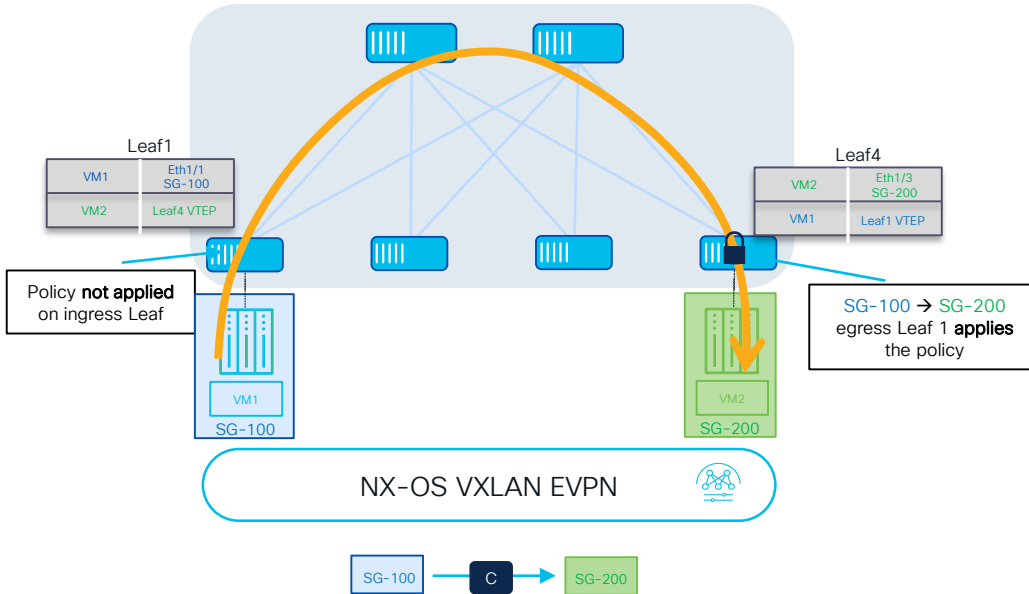 Leaf1
VM1
Eth1/1
SG-100
VM2
Leaf4 VTEP
Leaf4
VM2
Eth1/3
SG-200
VM1
Leaf1 VTEP
Policy not applied
on ingress Leaf
SG-100 → SG-200
egress Leaf 1 applies
the policy
VM1
SG-100
VM2
SG-200
NX-OS VXLAN EVPN
SG-100
C
SG-200